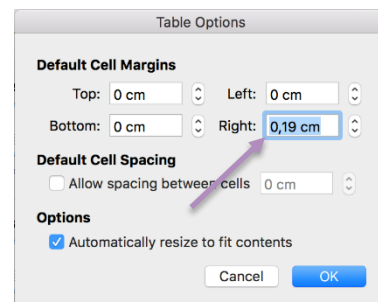 Table Options
Default Cell Margins
Top: 0 cm Left: 0 cm
Bottom: 0 cm Right: 0,19 cm
Default Cell Spacing
Allow spacing between cells 0 cm
Options
Automatically resize to fit contents
Cancel OK